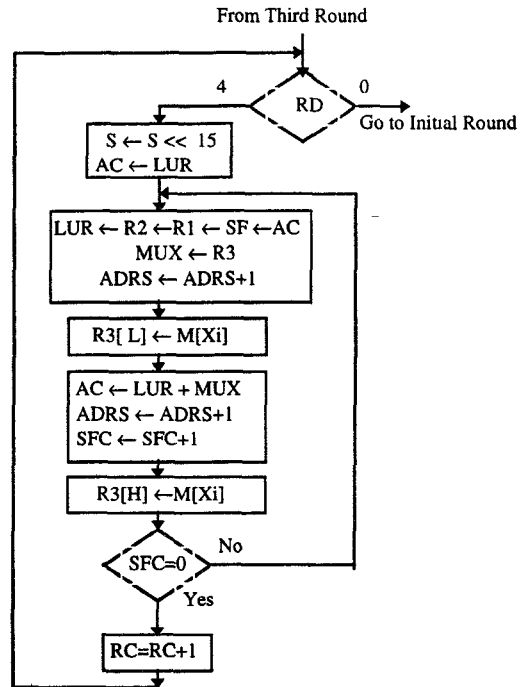 From Third Round
4
0
RD
Go to Initial Round
S ← S << 15
AC ← LUR
LUR ← R2 ←R1 ← SF ←AC
MUX ← R3
ADRS ← ADRS+1
R3[ L] ← M[Xi]
AC ← LUR + MUX
ADRS ← ADRS+1
SFC ← SFC+1
R3[H] ←M[Xi]
SFC=0
No
Yes
RC=RC+1